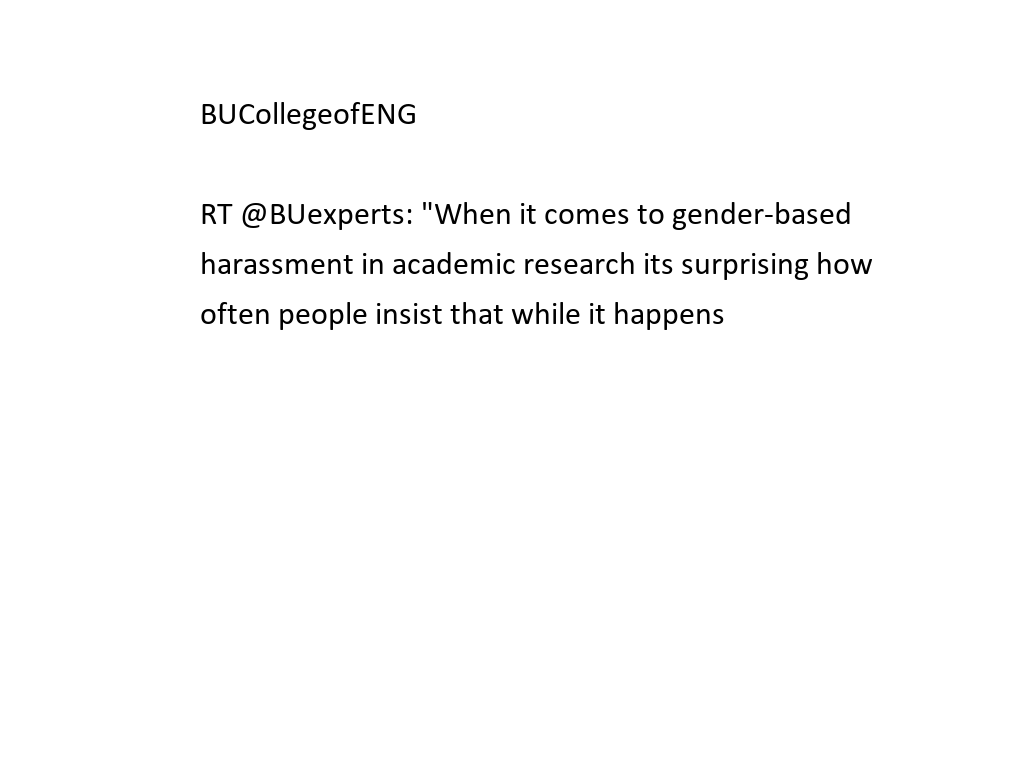 BUCollegeofENG
RT @BUexperts: "When it comes to gender-based
harassment in academic research its surprising how
often people insist that while it happens